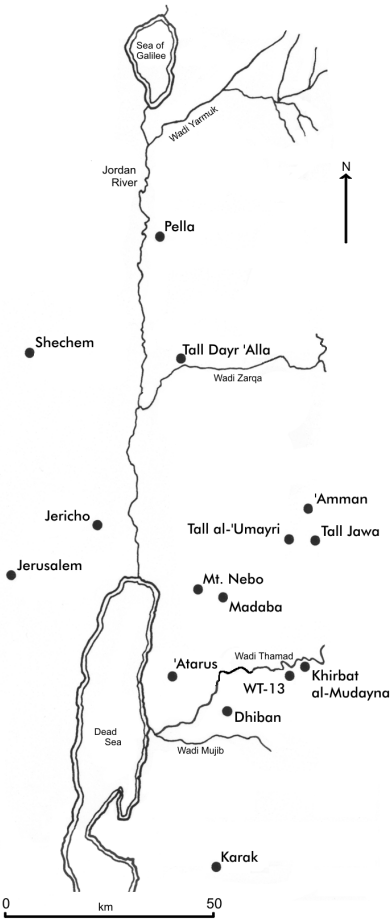 Sea of
Galilee
Wadi Yarmuk
Jordan
River
N
Pella
Shechem
Tall Dayr 'Alla
Wadi Zarqa
'Amman
Jericho
Tall al-'Umayri
Tall Jawa
Jerusalem
Mt. Nebo
Madaba
Wadi Thamad
'Atarus
WT-13
Khirbat
al-Mudayna
Dhiban
Dead
Sea
Wadi Mujib
Karak
0
km
50